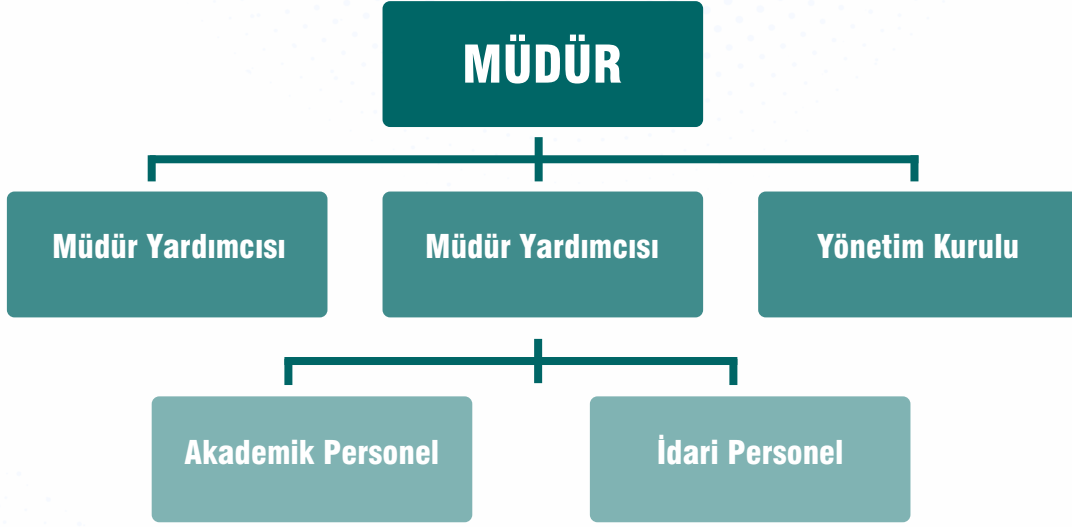 MÜDÜR
Müdür Yardımcısı
Müdür Yardımcısı
Yönetim Kurulu
Akademik Personel
İdari Personel